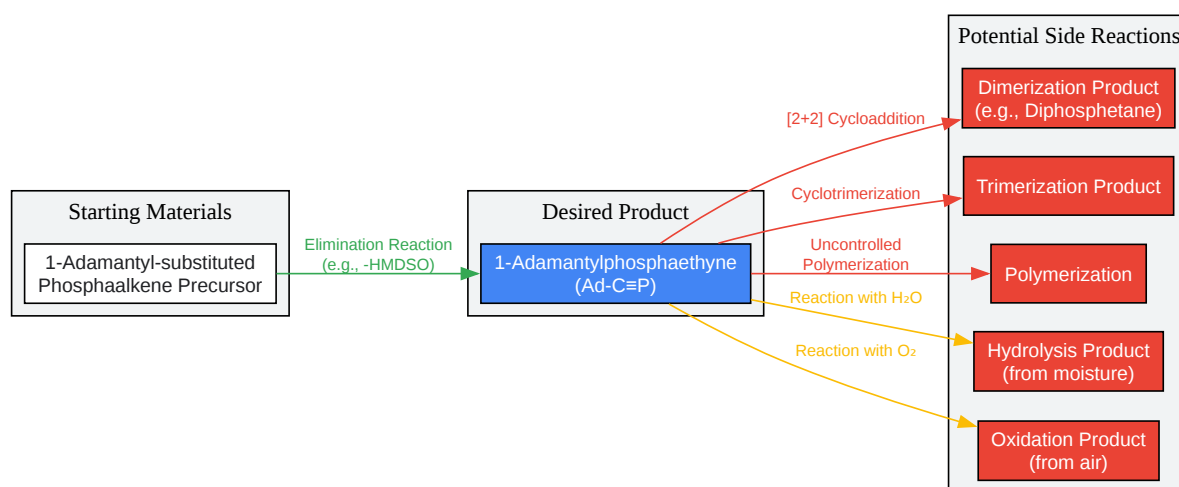 Starting Materials
1-Adamantyl-substituted
Phosphaalkene Precursor
Elimination Reaction
(e.g., -HMDSO)
Desired Product
1-Adamantylphosphaethyne
(Ad-C≡P)
[2+2] Cycloaddition
Cyclotrimerization
Uncontrolled
Polymerization
Reaction with H₂O
Reaction with O₂
Potential Side Reactions
Dimerization Product
(e.g., Diphosphetane)
Trimerization Product
Polymerization
Hydrolysis Product
(from moisture)
Oxidation Product
(from air)